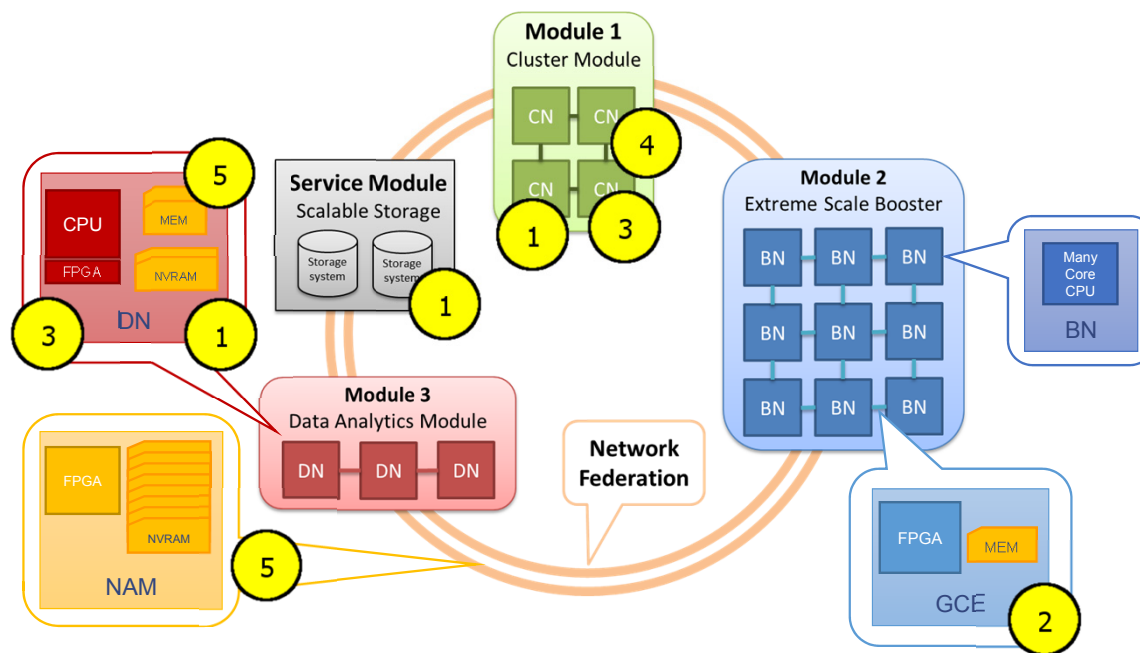 Module 1
Cluster Module
CN
CN
4
CN
CN
1
3
Service Module
Scalable Storage
Storage
system
Storage
system
1
5
CPU
MEM
FPGA
NVRAM
DN
3
1
Module 2
Extreme Scale Booster
BN
BN
BN
BN
BN
BN
BN
BN
BN
Many
Core
CPU
BN
Module 3
Data Analytics Module
DN
DN
DN
Network
Federation
FPGA
NVRAM
NAM
5
FPGA
MEM
GCE
2